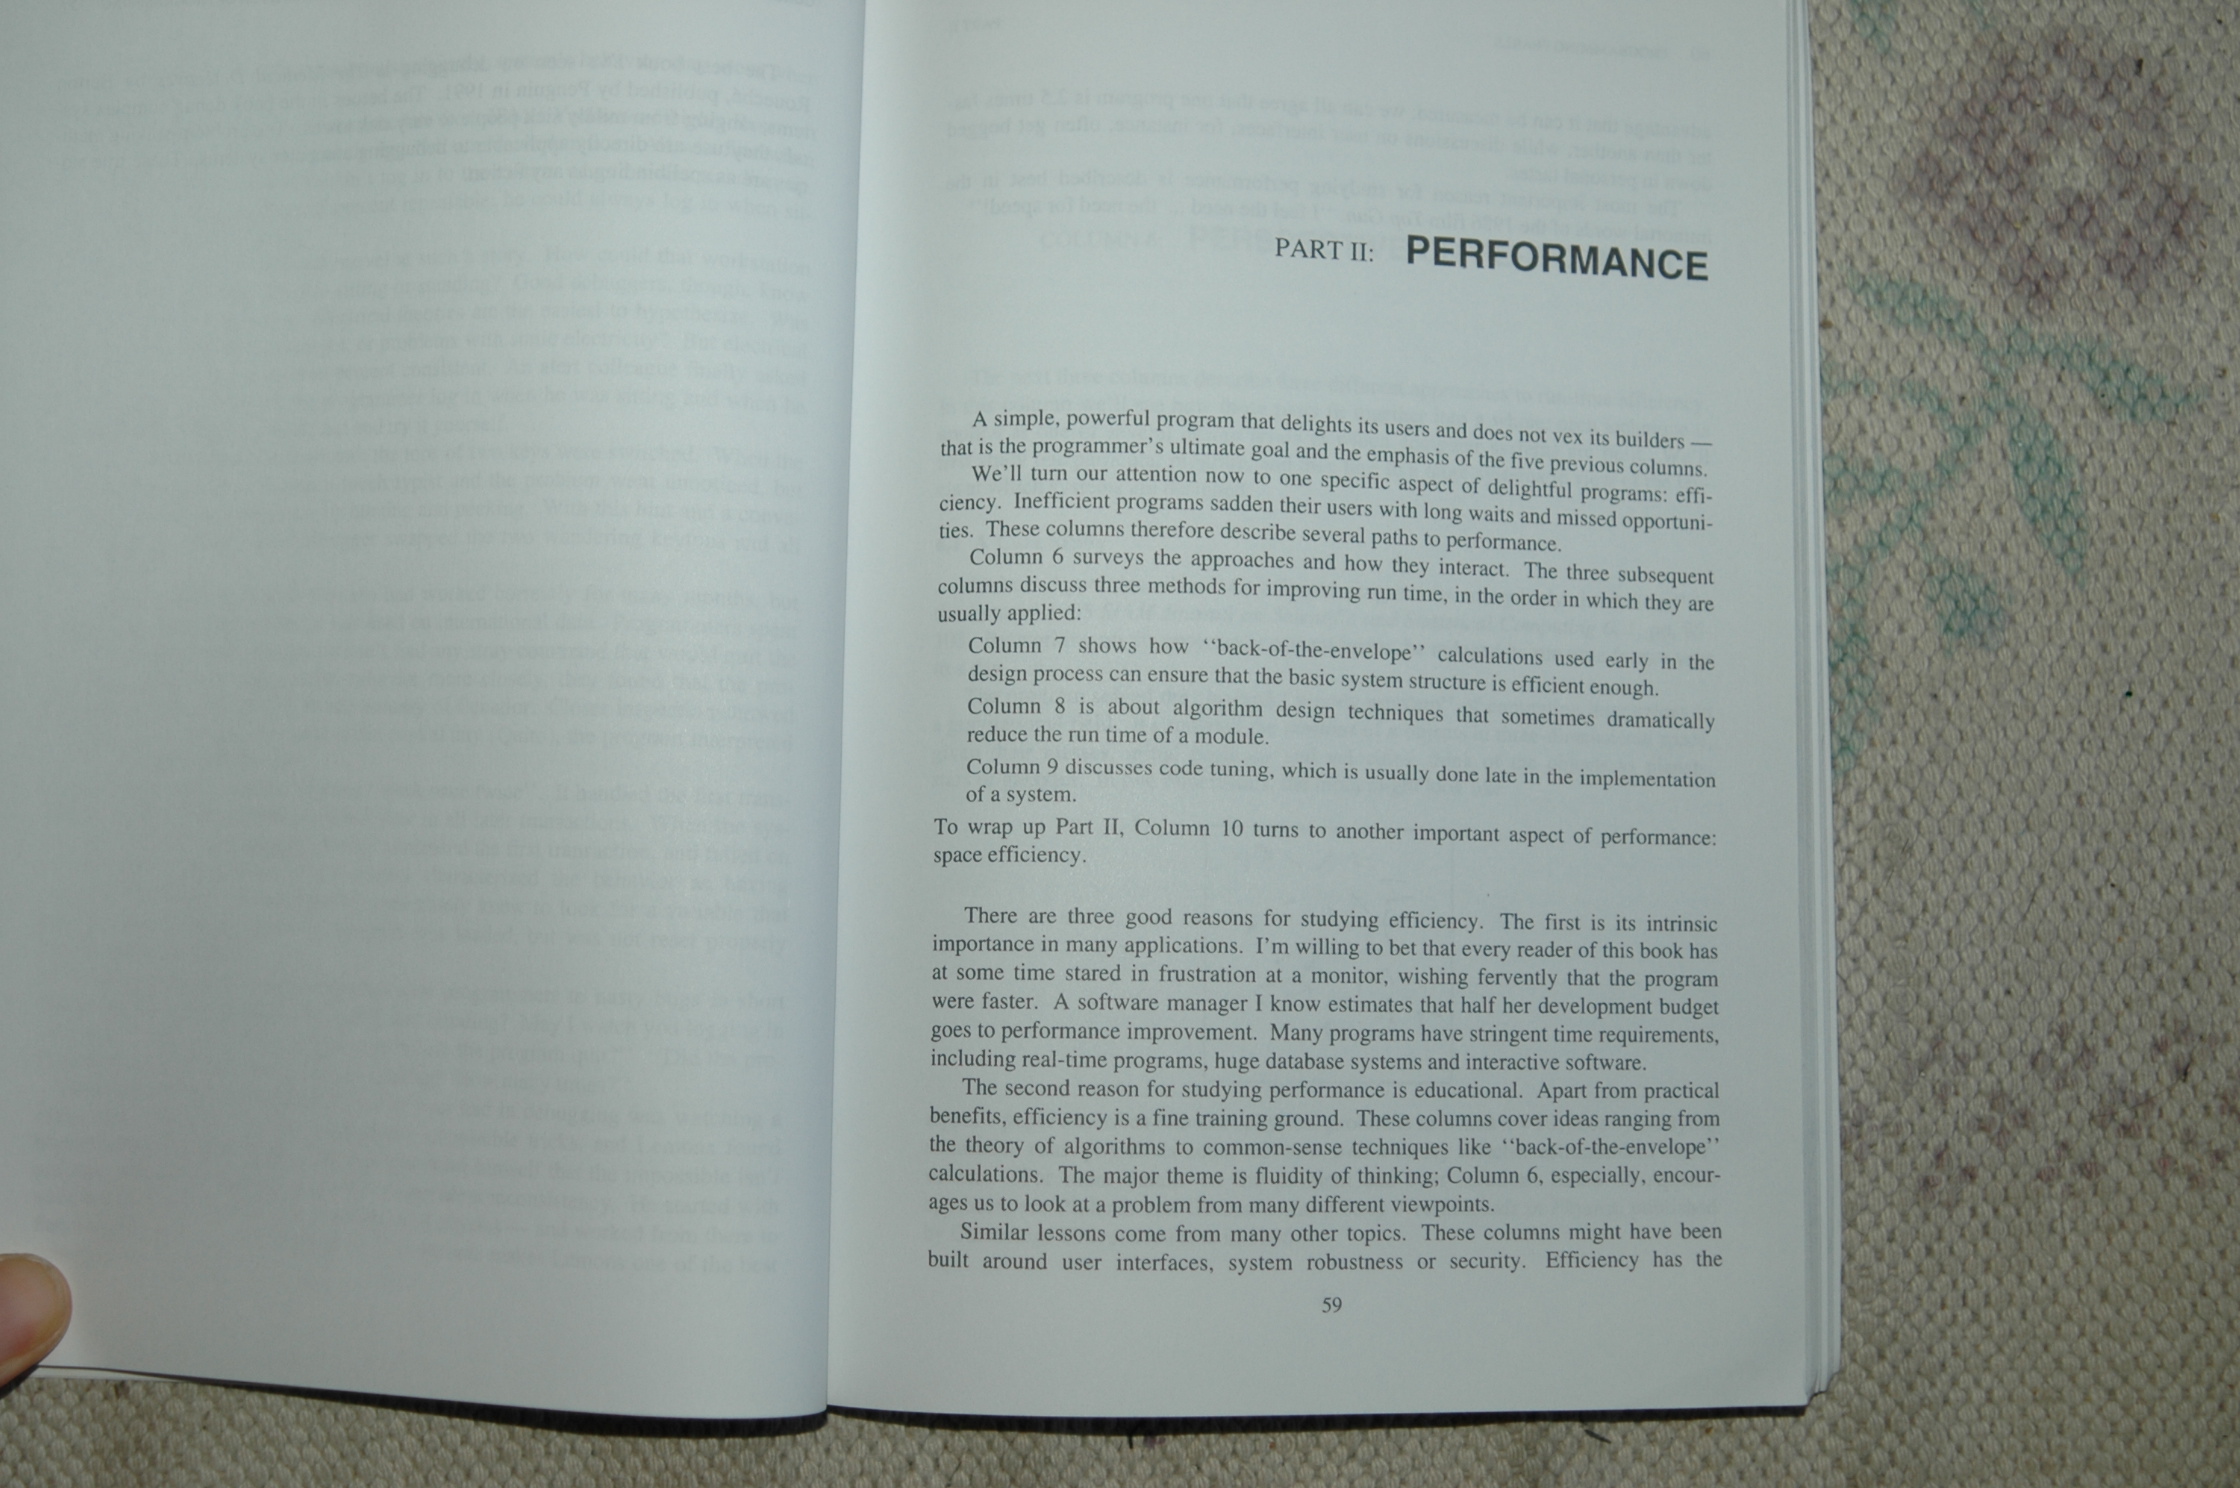 PART II: PERFORMANCE
A simple, powerful program that delights its users and does not vex its builders —
that is the programmer's ultimate goal and the emphasis of the five previous columns.
We'll turn our attention now to one specific aspect of delightful programs: effi-
ciency. Inefficient programs sadden their users with long waits and missed opportuni-
ties. These columns therefore describe several paths to performance.
Column 6 surveys the approaches and how they interact. The three subsequent
columns discuss three methods for improving run time, in the order in which they are
usually applied:
Column 7 shows how ‘‘back-of-the-envelope’’ calculations used early in the
design process can ensure that the basic system structure is efficient enough.
Column 8 is about algorithm design techniques that sometimes dramatically
reduce the run time of a module.
Column 9 discusses code tuning, which is usually done late in the implementation
of a system.
To wrap up Part II, Column 10 turns to another important aspect of performance:
space efficiency.
There are three good reasons for studying efficiency. The first is its intrinsic
importance in many applications. I'm willing to bet that every reader of this book has
at some time stared in frustration at a monitor, wishing fervently that the program
were faster. A software manager I know estimates that half her development budget
goes to performance improvement. Many programs have stringent time requirements,
including real-time programs, huge database systems and interactive software.
The second reason for studying performance is educational. Apart from practical
benefits, efficiency is a fine training ground. These columns cover ideas ranging from
the theory of algorithms to common-sense techniques like ‘‘back-of-the-envelope’’
calculations. The major theme is fluidity of thinking; Column 6, especially, encour-
ages us to look at a problem from many different viewpoints.
Similar lessons come from many other topics. These columns might have been
built around user interfaces, system robustness or security. Efficiency has the
59